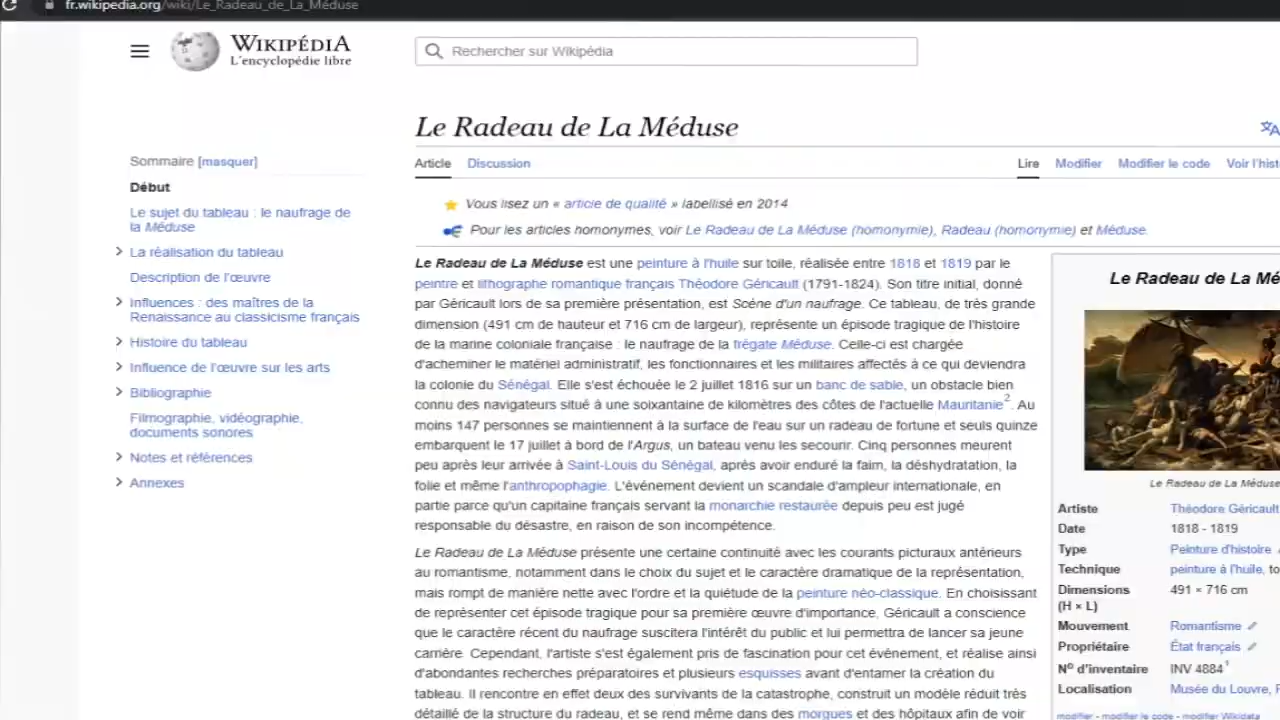 fr.wikipedia.org/wiki/Le_Radeau_de_La_Méduse
WIKIPÉDIA
L'encyclopédie libre
Rechercher sur Wikipédia
Le Radeau de La Méduse
Sommaire [masquer]
Début
Le sujet du tableau : le naufrage de
la Méduse
La réalisation du tableau
Description de l'œuvre
Influences : des maîtres de la
Renaissance au classicisme français
Histoire du tableau
Influence de l'œuvre sur les arts
Bibliographie
Filmographie, vidéographie,
documents sonores
Notes et références
Annexes
Article Discussion Lire Modifier Modifier le code Voir l'hist
Vous lisez un « article de qualité » labellisé en 2014
Pour les articles homonymes, voir Le Radeau de La Méduse (homonymie), Radeau (homonymie) et Méduse.
Le Radeau de La Méduse est une peinture à l'huile sur toile, réalisée entre 1818 et 1819 par le
peintre et lithographe romantique français Théodore Géricault (1791-1824). Son titre initial, donné
par Géricault lors de sa première présentation, est Scène d'un naufrage. Ce tableau, de très grande
dimension (491 cm de hauteur et 716 cm de largeur), représente un épisode tragique de l'histoire
de la marine coloniale française : le naufrage de la frégate Méduse. Celle-ci est chargée
d'acheminer le matériel administratif, les fonctionnaires et les militaires affectés à ce qui deviendra
la colonie du Sénégal. Elle s'est échouée le 2 juillet 1816 sur un banc de sable, un obstacle bien
connu des navigateurs situé à une soixantaine de kilomètres des côtes de l'actuelle Mauritanie2. Au
moins 147 personnes se maintiennent à la surface de l'eau sur un radeau de fortune et seuls quinze
embarquent le 17 juillet à bord de l'Argus, un bateau venu les secourir. Cinq personnes meurent
peu après leur arrivée à Saint-Louis du Sénégal, après avoir enduré la faim, la déshydratation, la
folie et même l'anthropophagie. L'événement devient un scandale d'ampleur internationale, en
partie parce qu'un capitaine français servant la monarchie restaurée depuis peu est jugé
responsable du désastre, en raison de son incompétence.
Le Radeau de La Méduse présente une certaine continuité avec les courants picturaux antérieurs
au romantisme, notamment dans le choix du sujet et le caractère dramatique de la représentation,
mais rompt de manière nette avec l'ordre et la quiétude de la peinture néo-classique. En choisissant
de représenter cet épisode tragique pour sa première œuvre d'importance, Géricault a conscience
que le caractère récent du naufrage suscitera l'intérêt du public et lui permettra de lancer sa jeune
carrière. Cependant, l'artiste s'est également pris de fascination pour cet événement, et réalise ainsi
d'abondantes recherches préparatoires et plusieurs esquisses avant d'entamer la création du
tableau. Il rencontre en effet deux des survivants de la catastrophe, construit un modèle réduit très
détaillé de la structure du radeau, et se rend même dans des morgues et des hôpitaux afin de voir
Le Radeau de La Mé
Le Radeau de La Méduse
Artiste Théodore Géricault
Date 1818 - 1819
Type Peinture d'histoire
Technique peinture à l'huile, to
Dimensions 491 × 716 cm
(H × L)
Mouvement Romantisme
Propriétaire État français
No d'inventaire INV 48841
Localisation Musée du Louvre, P
modifier - modifier le code - modifier Wikidata